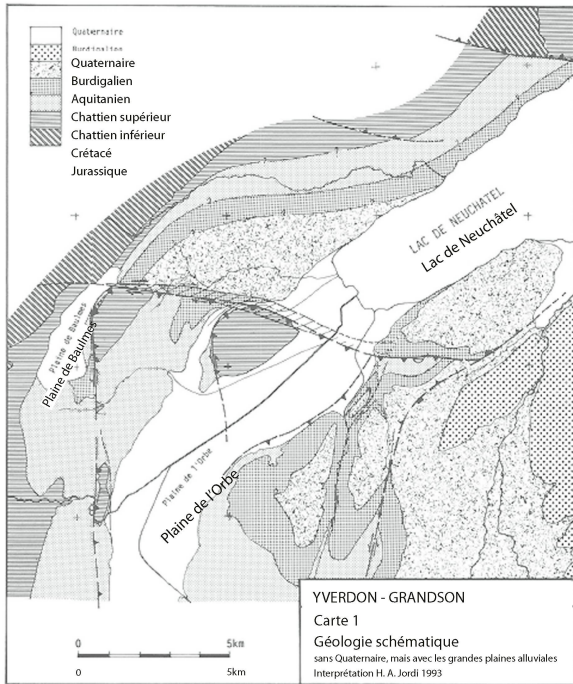 Quaternaire
Burdigalien
Quaternaire
Burdigalien
Aquitanien
Chattien supérieur
Chattien inférieur
Crétacé
Jurassique
LAC DE NEUCHATEL
Lac de Neuchâtel
Plaine de Baulmes
Plaine de Baulmes
Plaine de l'Orbe
Plaine de l'Orbe
0 5km
0 5km
YVERDON - GRANDSON
Carte 1
Géologie schématique
sans Quaternaire, mais avec les grandes plaines alluviales
Interprétation H. A. Jordi 1993